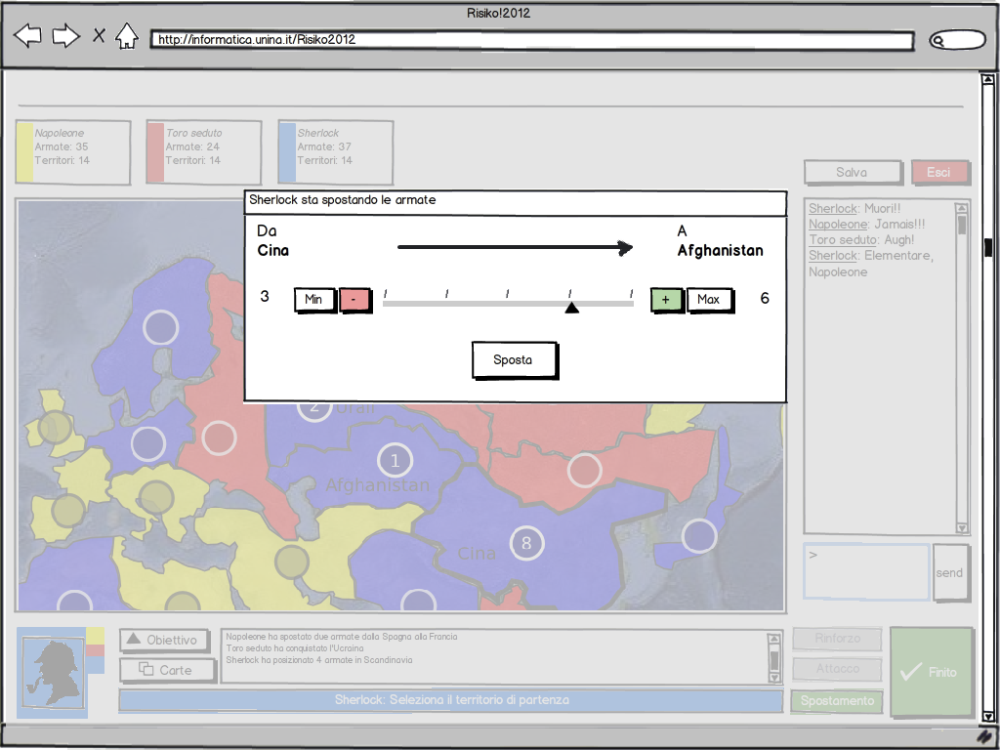 Risiko!2012
http://informatica.unina.it/Risiko2012
Napoleone
Armate: 35
Territori: 14
Toro seduto
Armate: 24
Territori: 14
Sherlock
Armate: 37
Territori: 14
Salva
Esci
Sherlock sta spostando le armate
Da
Cina
A
Afghanistan
3
Min
-
+
Max
6
Sposta
Sherlock: Muori!!
Napoleone: Jamais!!!
Toro seduto: Augh!
Sherlock: Elementare,
Napoleone
2
Urali
1
Afghanistan
Cina
8
>
send
Obiettivo
Carte
Napoleone ha spostato due armate dalla Spagna alla Francia
Toro seduto ha conquistato l'Ucraina
Sherlock ha posizionato 4 armate in Scandinavia
Sherlock: Seleziona il territorio di partenza
Rinforzo
Attacco
Spostamento
Finito